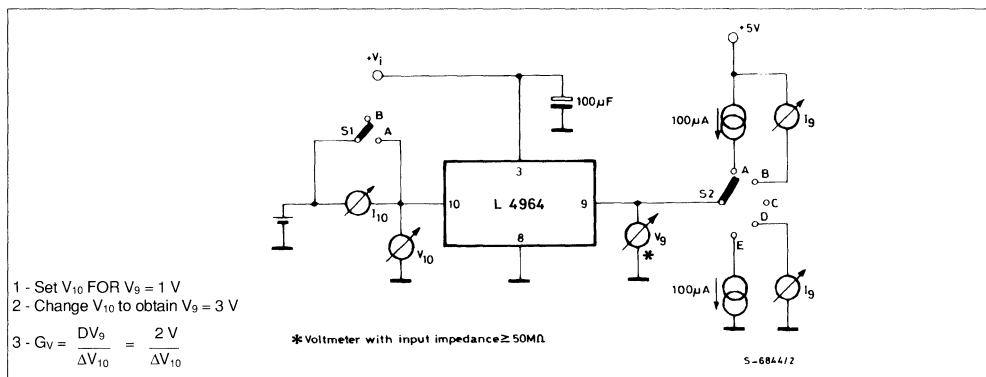 +5V
+Vi
100µF
B
S1
A
100µA
I9
3
A
B
S2
C
10
L 4964
9
D
I10
8
V10
V9
*
E
100µA
I9
1 - Set V10 FOR V9 = 1 V
2 - Change V10 to obtain V9 = 3 V
3 - GV = DV9 / ΔV10 = 2 V / ΔV10
* Voltmeter with input impedance ≥ 50MΩ
S-6844/2